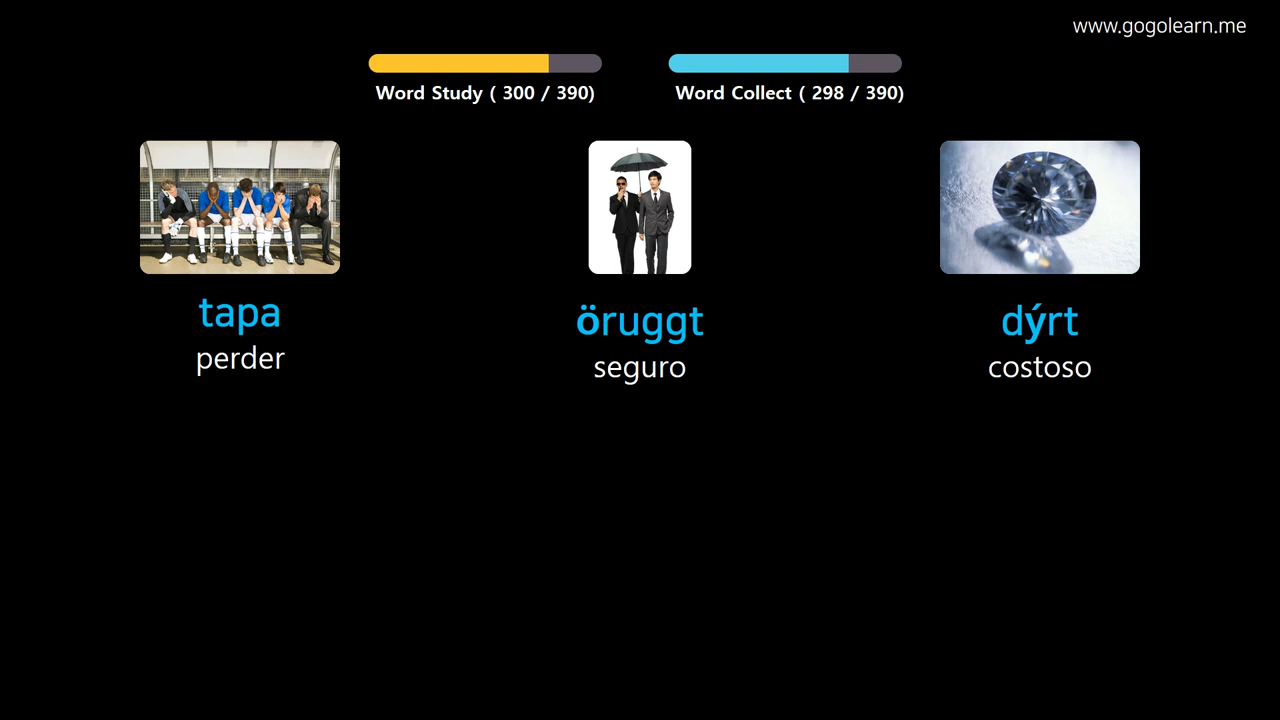 www.gogolearn.me
Word Study ( 300 / 390)
Word Collect ( 298 / 390)
tapa
perder
öruggt
seguro
dýrt
costoso